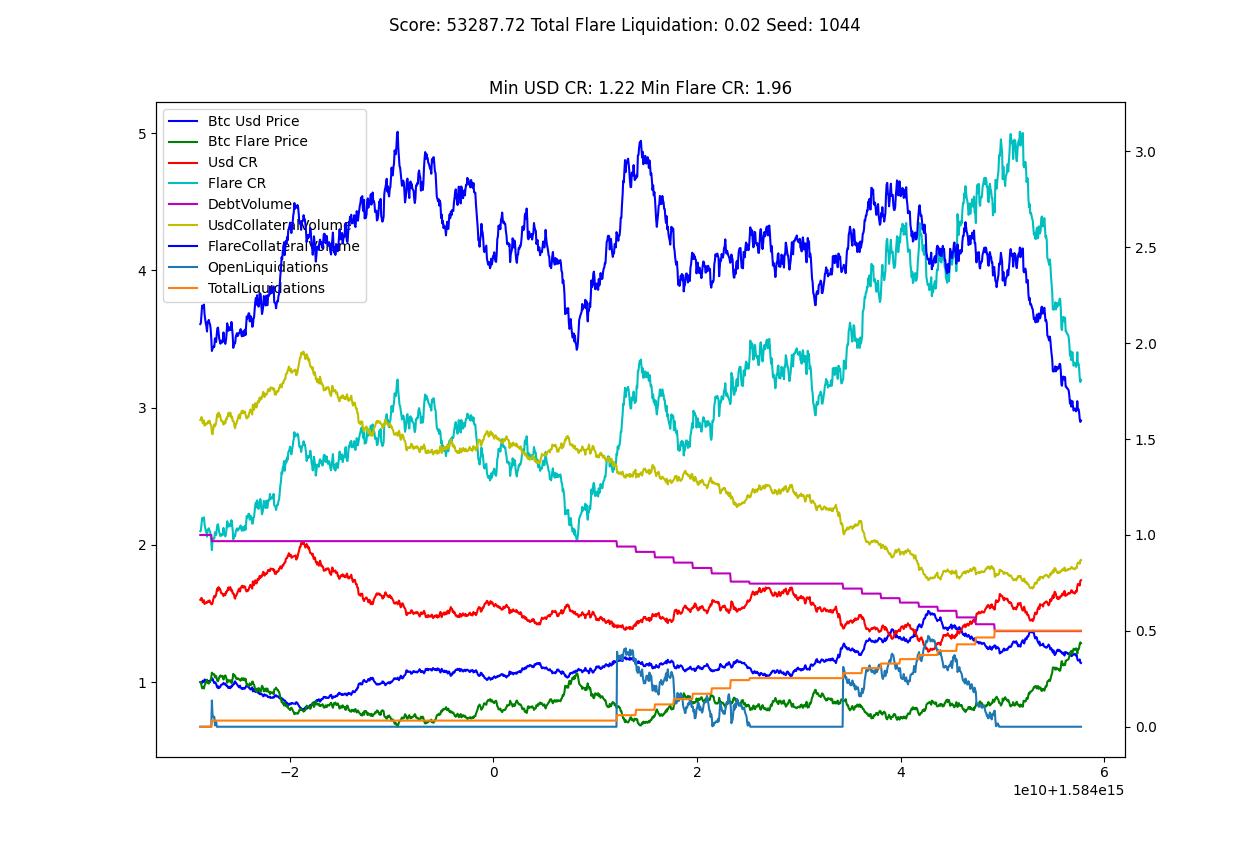 Score: 53287.72 Total Flare Liquidation: 0.02 Seed: 1044
Min USD CR: 1.22 Min Flare CR: 1.96
Btc Usd Price
Btc Flare Price
Usd CR
Flare CR
DebtVolume
UsdCollateralVolume
FlareCollateralVolume
OpenLiquidations
TotalLiquidations
5
4
3
2
1
3.0
2.5
2.0
1.5
1.0
0.5
0.0
−2
0
2
4
6
1e10+1.584e15